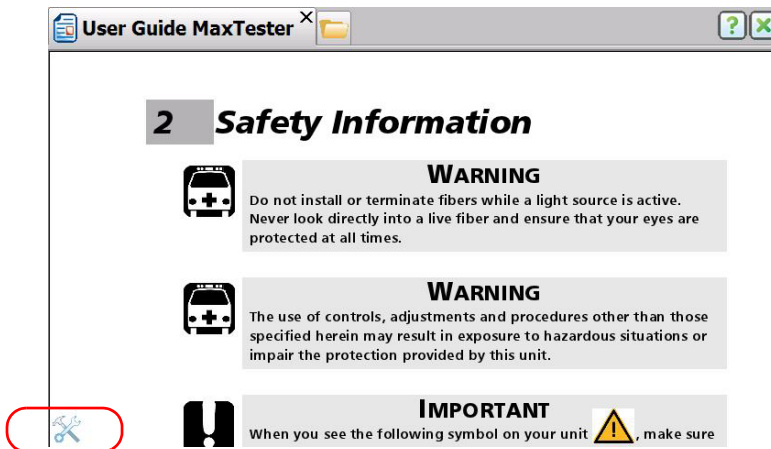 User Guide MaxTester
2 Safety Information
WARNING
Do not install or terminate fibers while a light source is active.
Never look directly into a live fiber and ensure that your eyes are
protected at all times.
WARNING
The use of controls, adjustments and procedures other than those
specified herein may result in exposure to hazardous situations or
impair the protection provided by this unit.
IMPORTANT
When you see the following symbol on your unit , make sure